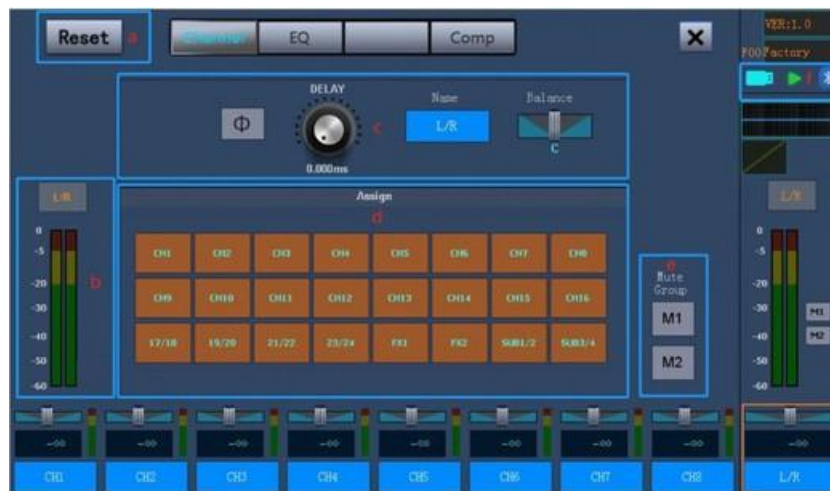 Reset a Channel EQ Comp
VER:1.0
F00Factory
DELAY Name Balance
Φ c L/R C
0.000ms
L/R Assign L/R
d
0 0
-5 CH1 CH2 CH3 CH4 CH5 CH6 CH7 CH8 -5
-20 b e -20
Mute
Group
-30 CH9 CH10 CH11 CH12 CH13 CH14 CH15 CH16 M1 -30 M1
-40 17/18 19/20 21/22 23/24 FX1 FX2 SUB1/2 SUB3/4 -40 M2
-50 M2 -50
-60 -60
-∞ -∞ -∞ -∞ -∞ -∞ -∞ -∞ -∞
CH1 CH2 CH3 CH4 CH5 CH6 CH7 CH8 L/R